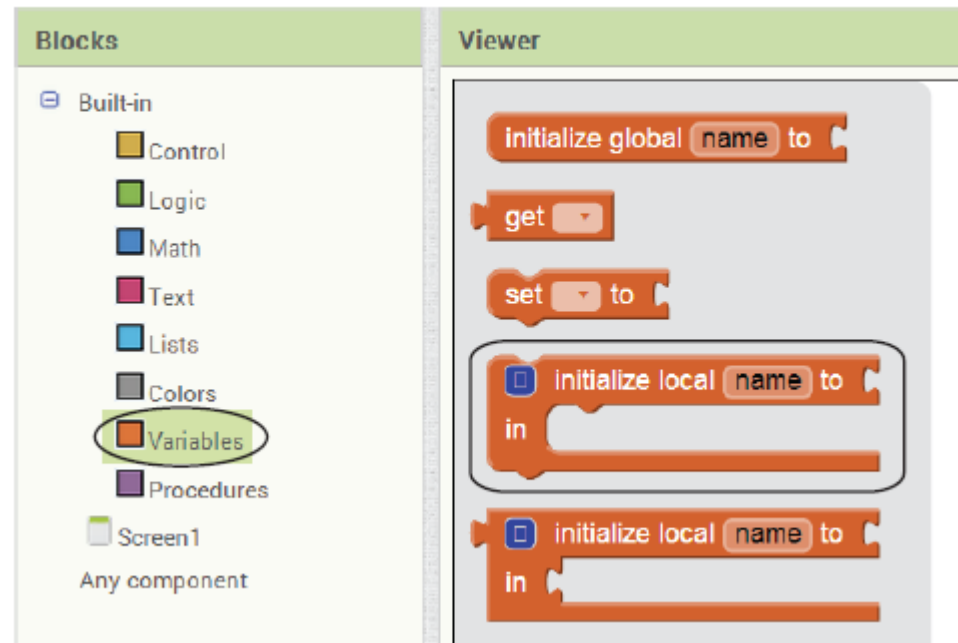 Blocks
Built-in
Control
Logic
Math
Text
Lists
Colors
Variables
Procedures
Screen1
Any component
Viewer
initialize global name to
get
set to
initialize local name to
in
initialize local name to
in